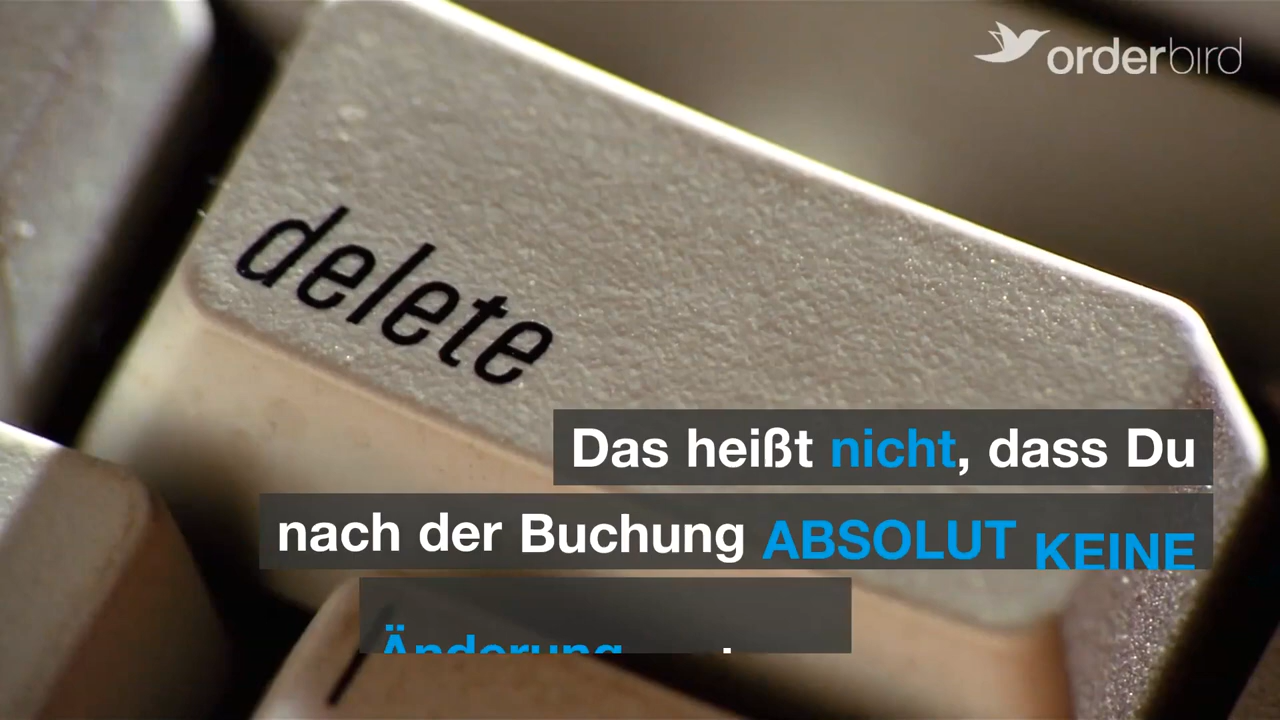 orderbird
delete
Das heißt nicht, dass Du
nach der Buchung ABSOLUT KEINE
Änderung